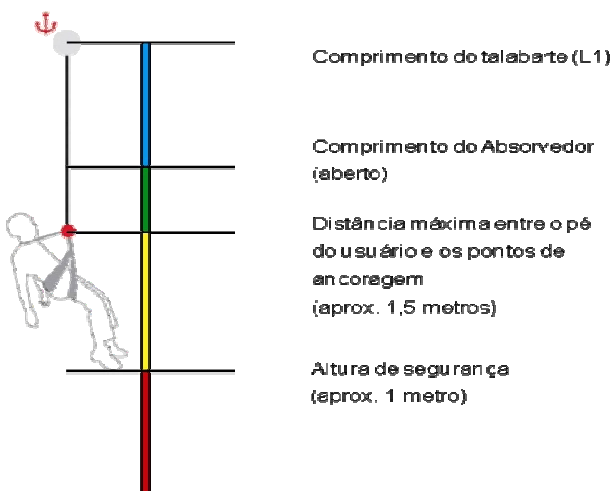 Comprimento do talabarte (L1)
Comprimento do Absorvedor
(aberto)
Distância máxima entre o pé
do usuário e os pontos de
ancoragem
(aprox. 1,5 metros)
Altura de segurança
(aprox. 1 metro)